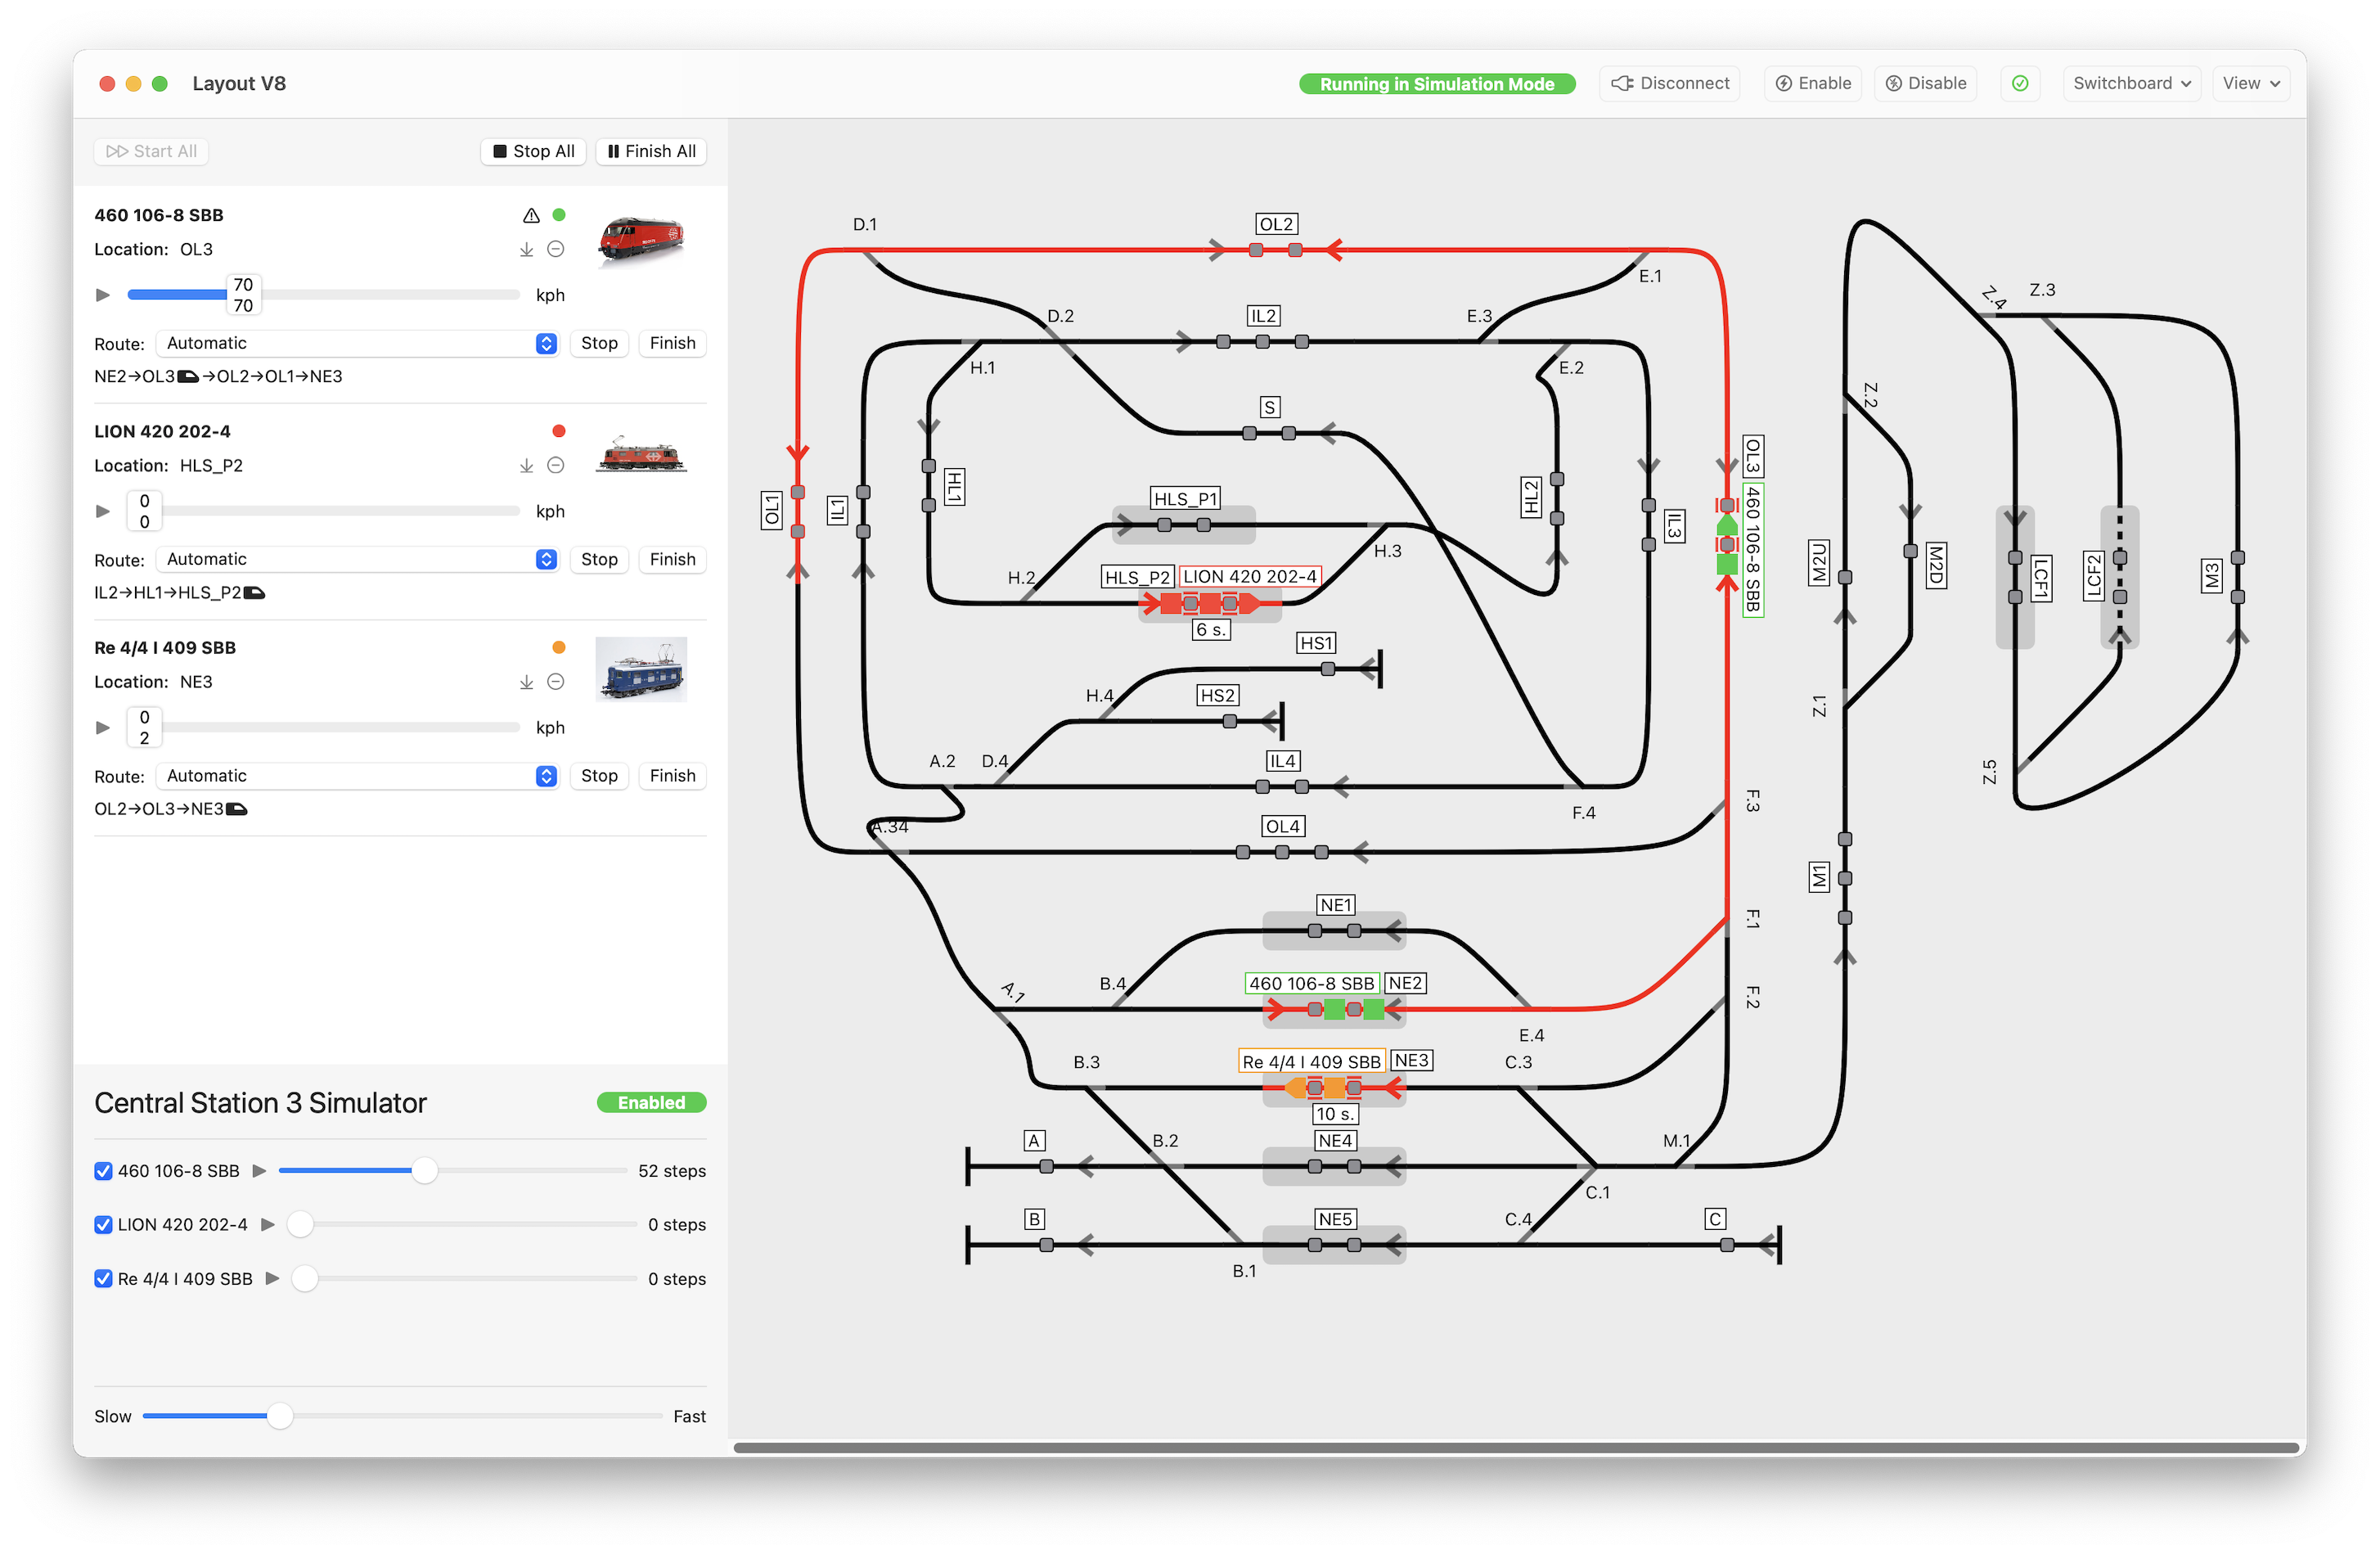 Layout V8
Running in Simulation Mode
Disconnect
Enable
Disable
Switchboard
View
Start All
Stop All
Finish All
460 106-8 SBB
Location: OL3
70
70
kph
Route: Automatic
Stop
Finish
NE2→OL3→OL2→OL1→NE3
LION 420 202-4
Location: HLS_P2
0
0
kph
Route: Automatic
Stop
Finish
IL2→HL1→HLS_P2
Re 4/4 I 409 SBB
Location: NE3
0
2
kph
Route: Automatic
Stop
Finish
OL2→OL3→NE3
Central Station 3 Simulator
Enabled
460 106-8 SBB
52 steps
LION 420 202-4
0 steps
Re 4/4 I 409 SBB
0 steps
Slow
Fast
D.1
OL2
E.1
D.2
IL2
E.3
H.1
E.2
S
OL1
IL1
HL1
HLS_P1
HL2
IL3
OL3
460 106-8 SBB
H.3
H.2
HLS_P2
LION 420 202-4
6 s.
HS1
H.4
HS2
A.2
D.4
IL4
F.4
F.3
A.34
OL4
NE1
F.1
A.1
B.4
460 106-8 SBB
NE2
F.2
E.4
B.3
Re 4/4 I 409 SBB
NE3
C.3
10 s.
A
B.2
NE4
M.1
C.1
B
NE5
C.4
C
B.1
Z.4
Z.3
Z.2
M2U
M2D
LCF1
LCF2
M3
Z.1
Z.5
M1